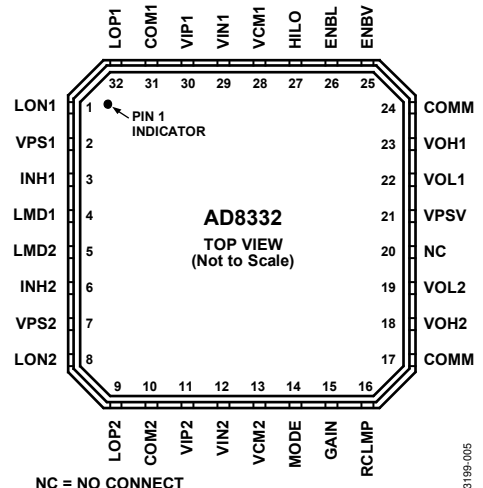 LOP1 COM1 VIP1 VIN1 VCM1 HILO ENBL ENBV
32 31 30 29 28 27 26 25
LON1 1 24 COMM
PIN 1
INDICATOR
VPS1 2 23 VOH1
INH1 3 22 VOL1
LMD1 4 21 VPSV
AD8332
TOP VIEW
(Not to Scale)
LMD2 5 20 NC
INH2 6 19 VOL2
VPS2 7 18 VOH2
LON2 8 17 COMM
9 10 11 12 13 14 15 16
LOP2 COM2 VIP2 VIN2 VCM2 MODE GAIN RCLMP
NC = NO CONNECT
3199-005